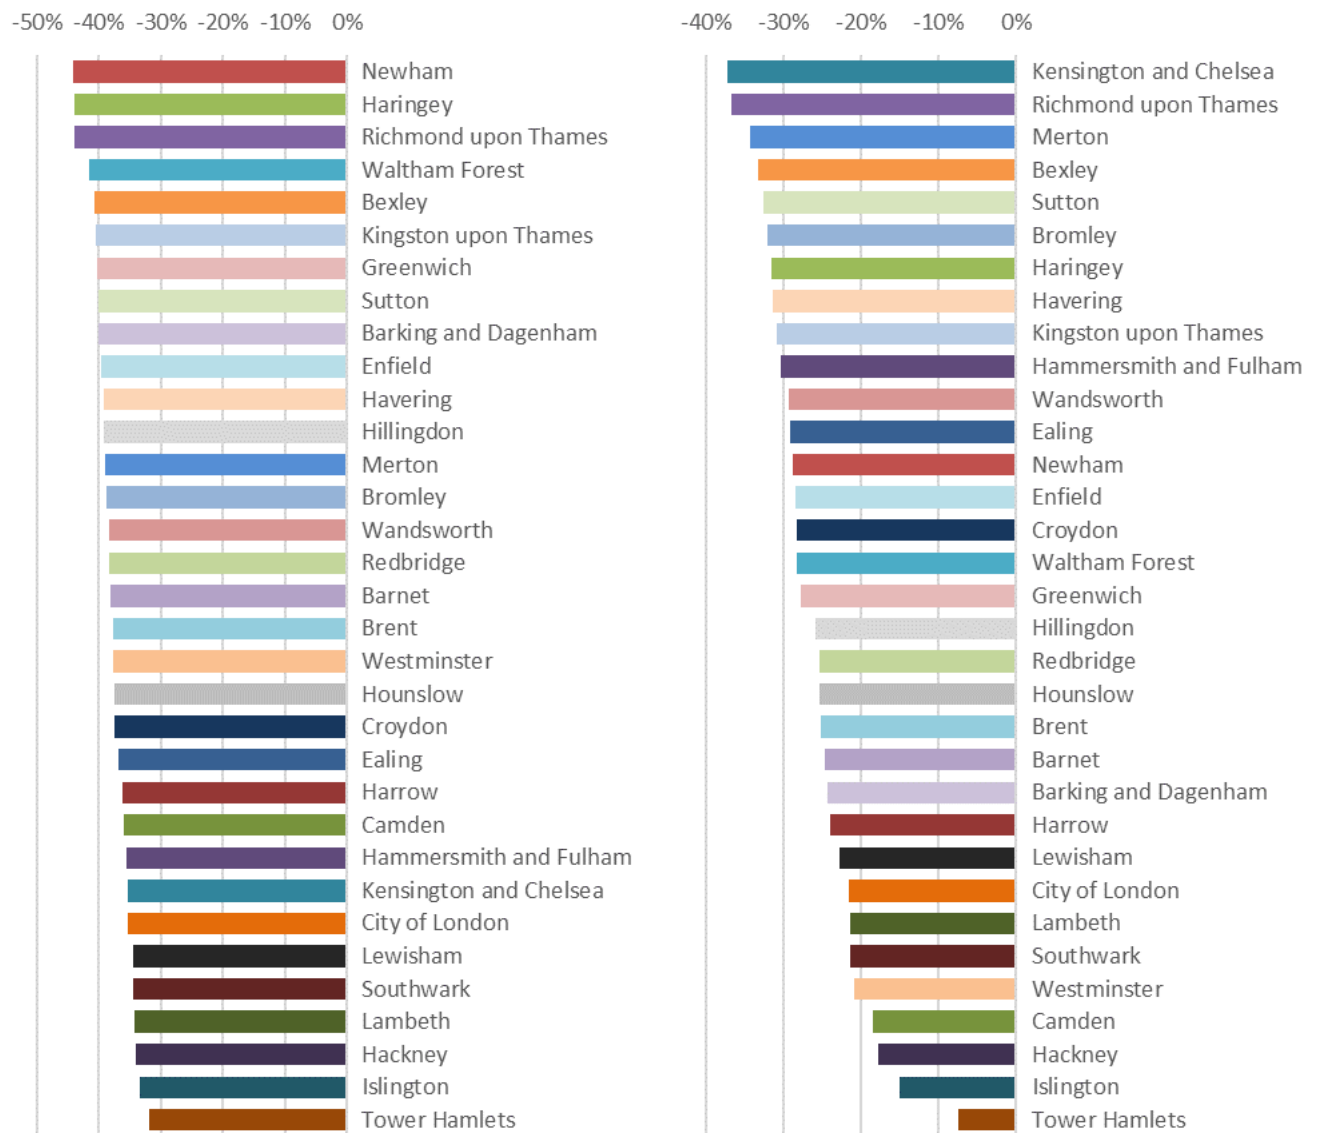 -50% -40% -30% -20% -10% 0%
Newham
Haringey
Richmond upon Thames
Waltham Forest
Bexley
Kingston upon Thames
Greenwich
Sutton
Barking and Dagenham
Enfield
Havering
Hillingdon
Merton
Bromley
Wandsworth
Redbridge
Barnet
Brent
Westminster
Hounslow
Croydon
Ealing
Harrow
Camden
Hammersmith and Fulham
Kensington and Chelsea
City of London
Lewisham
Southwark
Lambeth
Hackney
Islington
Tower Hamlets
-40% -30% -20% -10% 0%
Kensington and Chelsea
Richmond upon Thames
Merton
Bexley
Sutton
Bromley
Haringey
Havering
Kingston upon Thames
Hammersmith and Fulham
Wandsworth
Ealing
Newham
Enfield
Croydon
Waltham Forest
Greenwich
Hillingdon
Redbridge
Hounslow
Brent
Barnet
Barking and Dagenham
Harrow
Lewisham
City of London
Lambeth
Southwark
Westminster
Camden
Hackney
Islington
Tower Hamlets